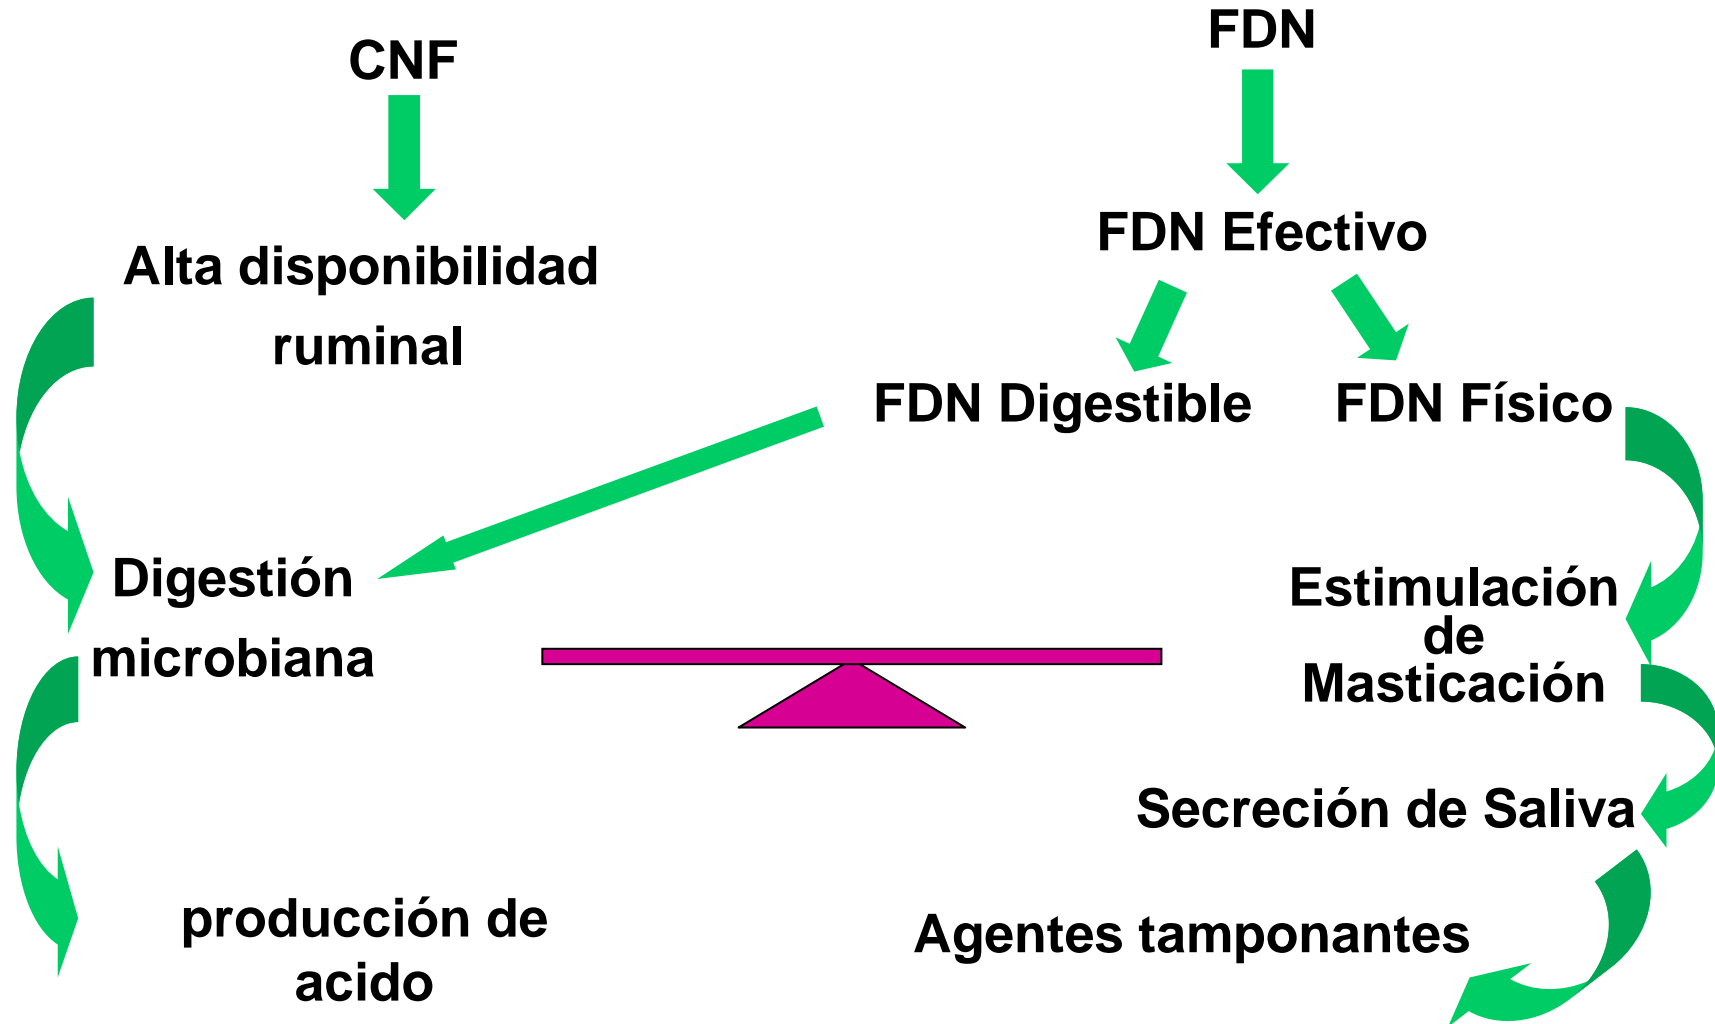 CNF
Alta disponibilidad
ruminal
Digestión
microbiana
producción de
acido
FDN
FDN Efectivo
FDN Digestible
FDN Físico
Estimulación
de
Masticación
Secreción de Saliva
Agentes tamponantes